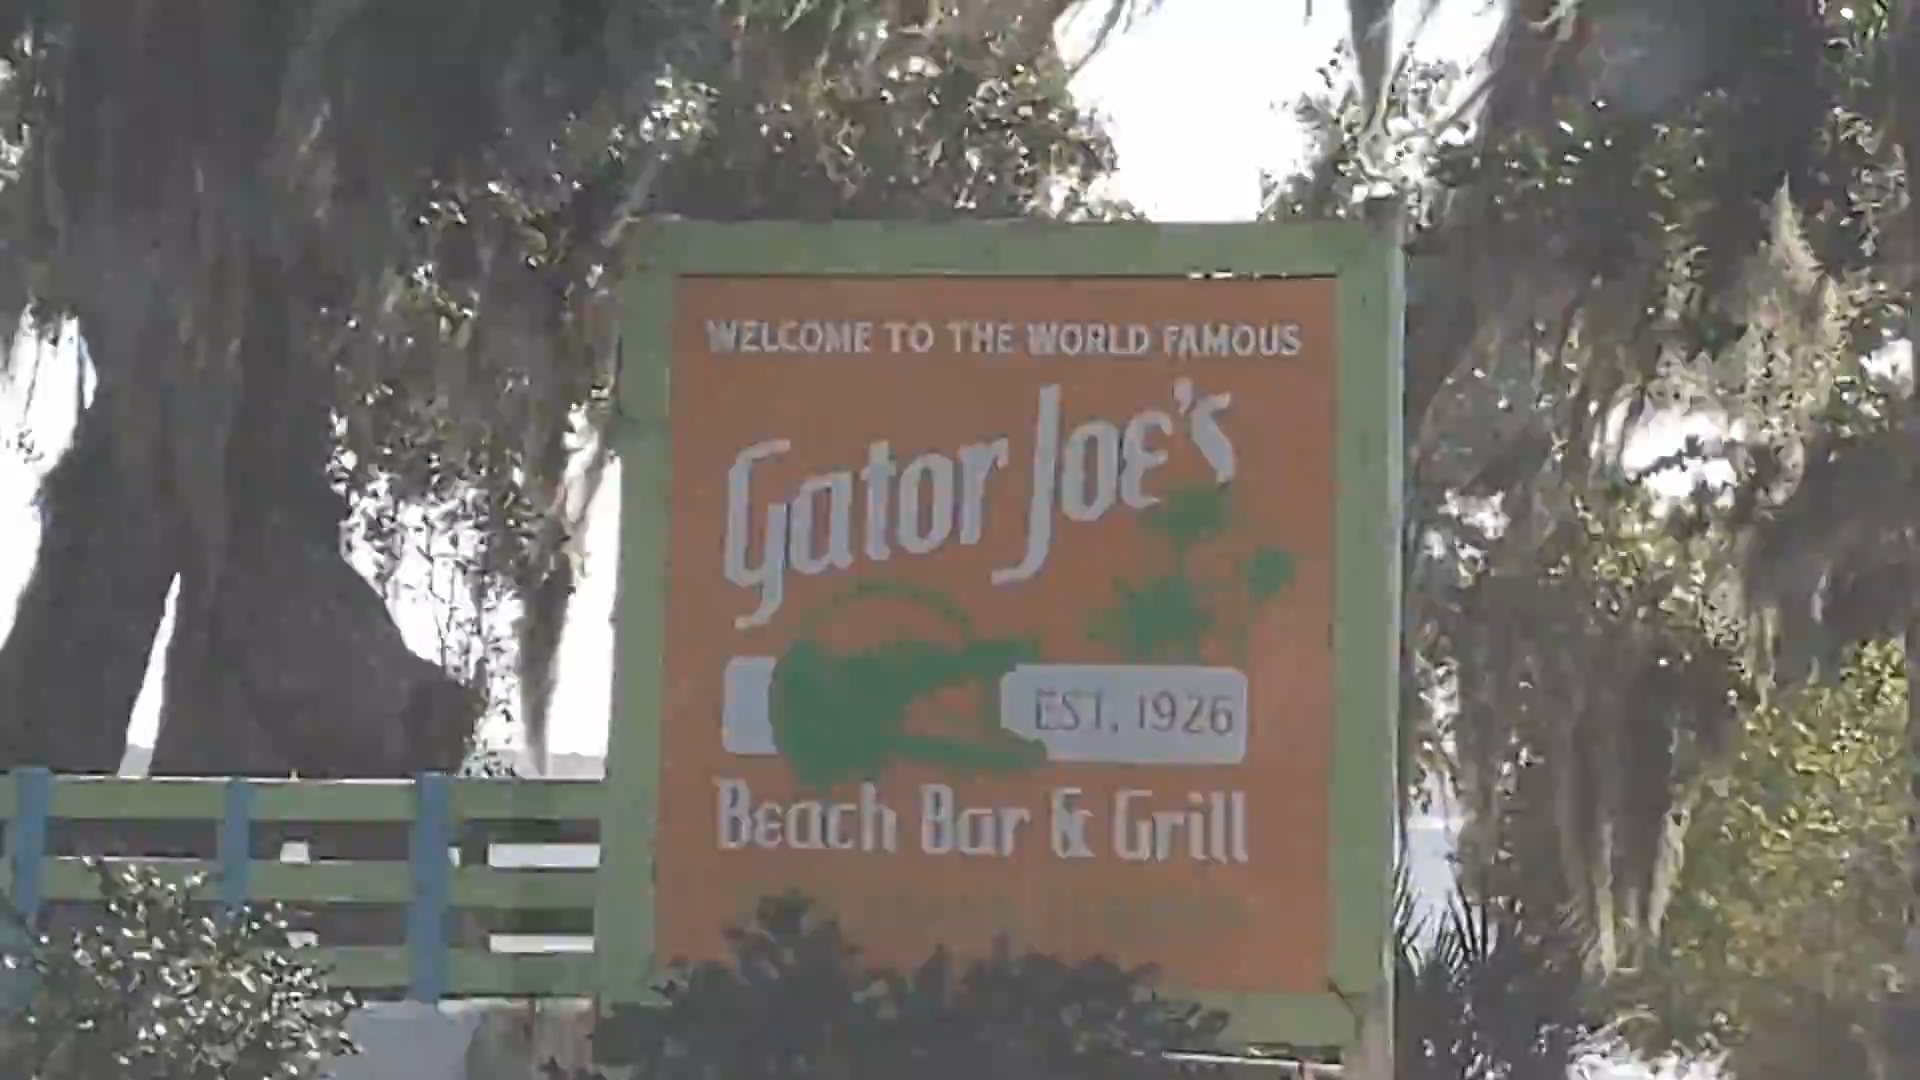 WELCOME TO THE WORLD FAMOUS
Gator Joe's
EST. 1926
Beach Bar & Grill